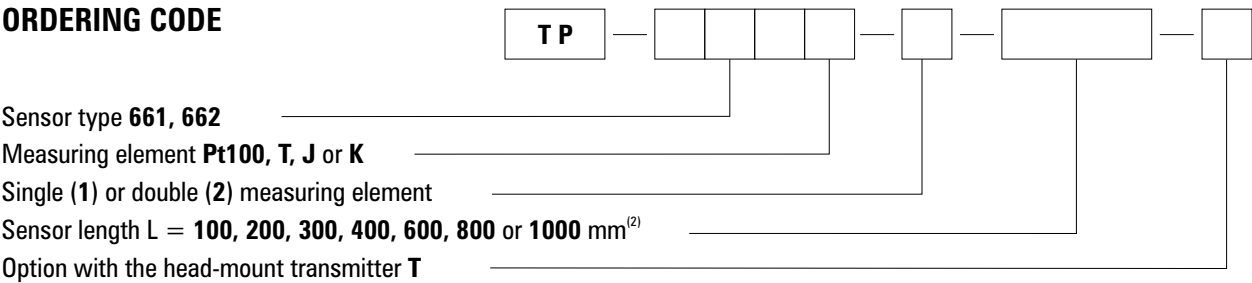 ORDERING CODE
T P
Sensor type 661, 662
Measuring element Pt100, T, J or K
Single (1) or double (2) measuring element
Sensor length L = 100, 200, 300, 400, 600, 800 or 1000 mm(2)
Option with the head-mount transmitter T